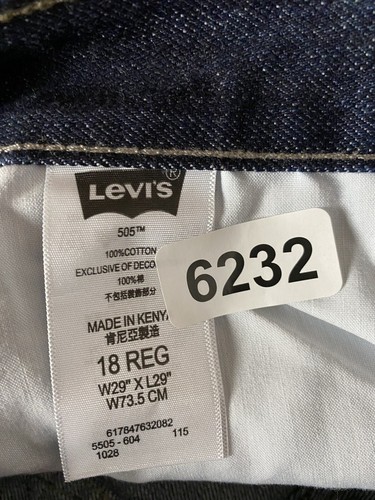 LEVI'S ®
505™
100%COTTON
EXCLUSIVE OF DECO
100%棉
不包括裝飾部分
6232
MADE IN KENYA
肯尼亞製造
18 REG
W29" X L29"
W73.5 CM
617847632082
5505-604 115
1028